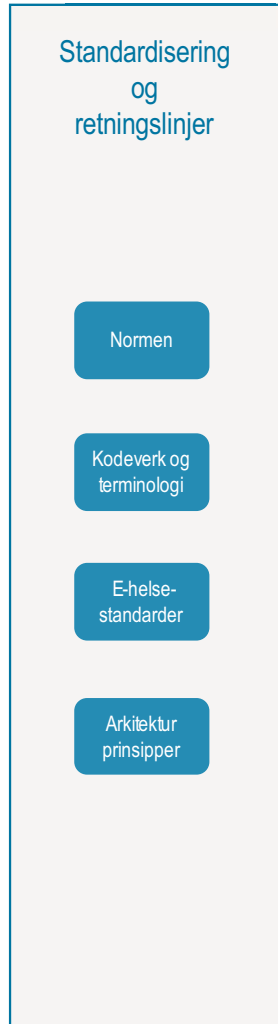 Standardisering
og
retningslinjer
Normen
Kodeverk og
terminologi
E-helse-
standarder
Arkitektur
prinsipper